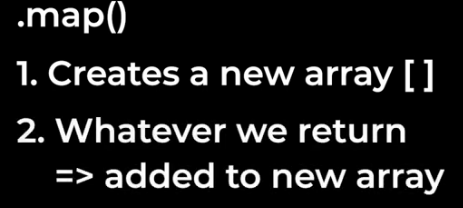 .map()
1. Creates a new array [ ]
2. Whatever we return
=> added to new array